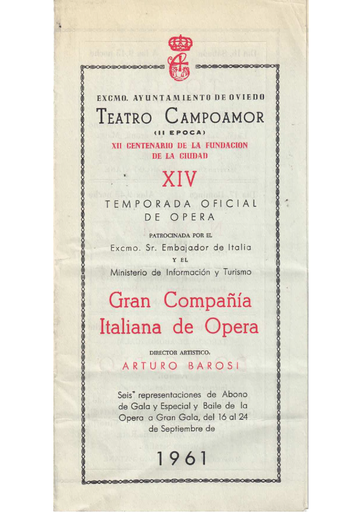 EXCMO. AYUNTAMIENTO DE OVIEDO
TEATRO CAMPOAMOR
(II EPOCA)
XII CENTENARIO DE LA FUNDACION
DE LA CIUDAD
XIV
TEMPORADA OFICIAL
DE OPERA
PATROCINADA POR EL
Excmo. Sr. Embajador de Italia
Y EL
Ministerio de Información y Turismo
Gran Compañía
Italiana de Opera
DIRECTOR ARTISTICO:
ARTURO BAROSI
Seis representaciones de Abono
de Gala y Especial y Baile de la
Opera a Gran Gala, del 16 al 24
de Septiembre de
1961